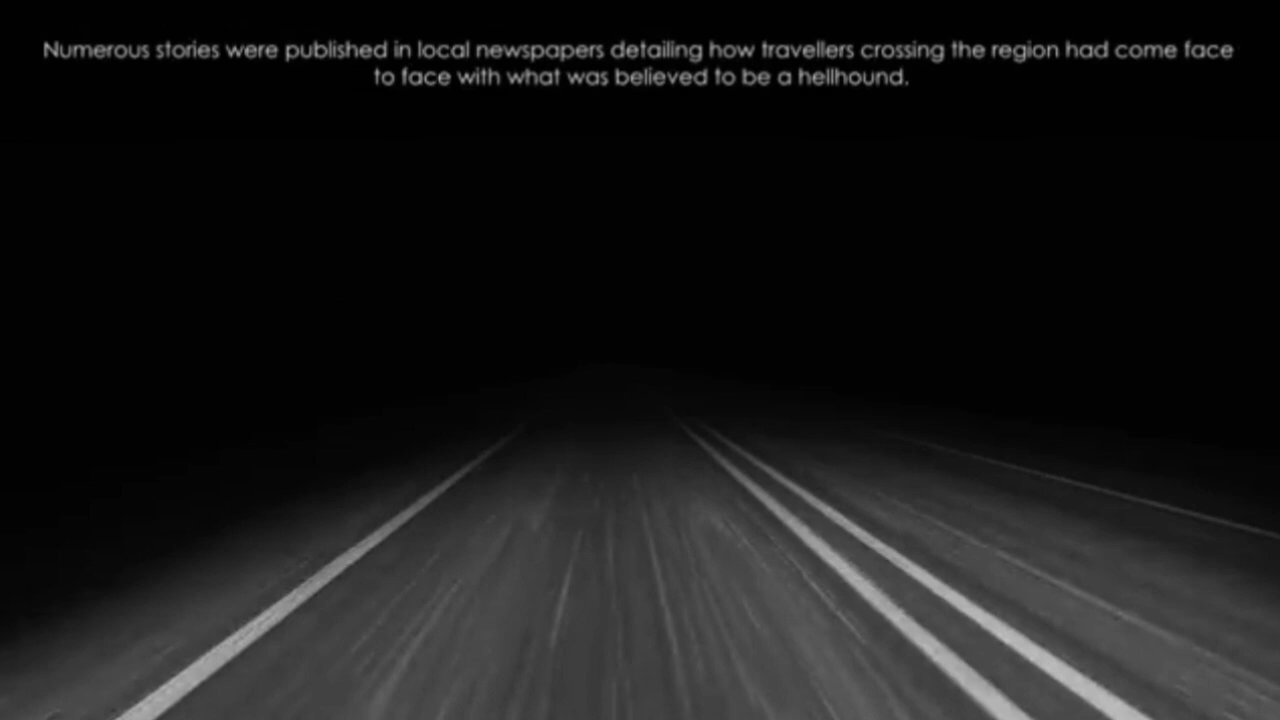 Numerous stories were published in local newspapers detailing how travellers crossing the region had come face
to face with what was believed to be a hellhound.